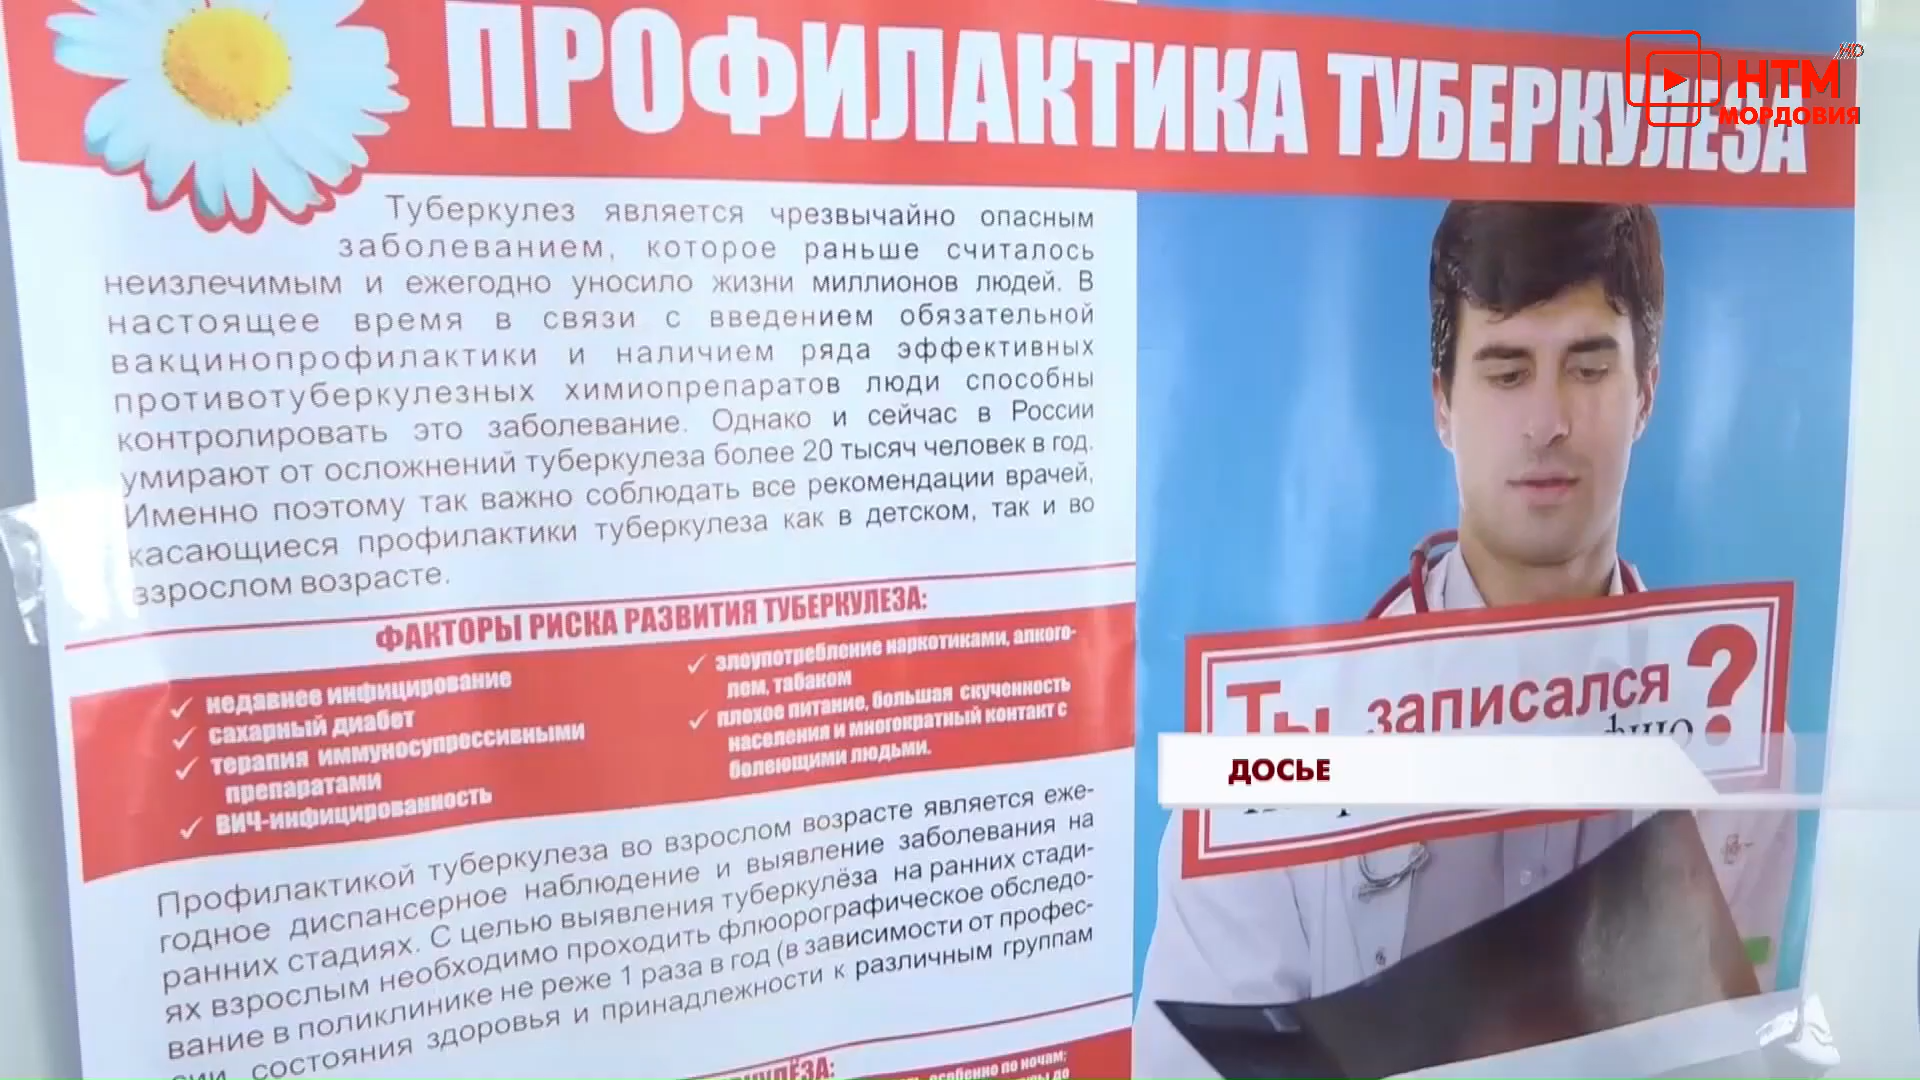 ПРОФИЛАКТИКА ТУБЕРКУЛЕЗА
HD
НТМ
МОРДОВИЯ
Туберкулез является чрезвычайно опасным
заболеванием, которое раньше считалось
неизлечимым и ежегодно уносило жизни миллионов людей. В
настоящее время в связи с введением обязательной
вакцинопрофилактики и наличием ряда эффективных
противотуберкулезных химиопрепаратов люди способны
контролировать это заболевание. Однако и сейчас в России
умирают от осложнений туберкулеза более 20 тысяч человек в год.
Именно поэтому так важно соблюдать все рекомендации врачей,
касающиеся профилактики туберкулеза как в детском, так и во
взрослом возрасте.
ФАКТОРЫ РИСКА РАЗВИТИЯ ТУБЕРКУЛЕЗА:
✓ недавнее инфицирование
✓ сахарный диабет
✓ терапия иммуносупрессивными
препаратами
✓ ВИЧ-инфицированность
✓ злоупотребление наркотиками, алкого-
лом, табаком
✓ плохое питание, большая скученность
населения и многократный контакт с
болеющими людьми.
Профилактикой туберкулеза во взрослом возрасте является еже-
годное диспансерное наблюдение и выявление заболевания на
ранних стадиях. С целью выявления туберкулёза на ранних стади-
ях взрослым необходимо проходить флюорографическое обследо-
вание в поликлинике не реже 1 раза в год (в зависимости от профес-
сии, состояния здоровья и принадлежности к различным группам
особенно по ночам;
Ты записался ?
ДОСЬЕ